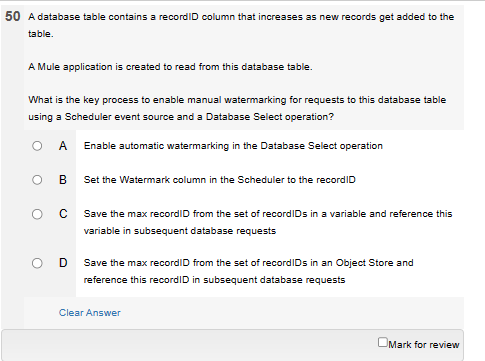 50 A database table contains a recordID column that increases as new records get added to the
table.
A Mule application is created to read from this database table.
What is the key process to enable manual watermarking for requests to this database table
using a Scheduler event source and a Database Select operation?
A Enable automatic watermarking in the Database Select operation
B Set the Watermark column in the Scheduler to the recordID
C Save the max recordID from the set of recordIDs in a variable and reference this
variable in subsequent database requests
D Save the max recordID from the set of recordIDs in an Object Store and
reference this recordID in subsequent database requests
Clear Answer
Mark for review